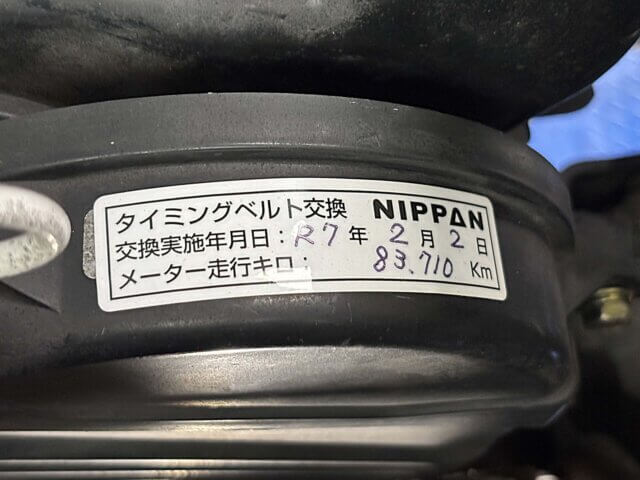 タイミングベルト交換 NIPPAN
交換実施年月日：R7年 2月 2日
メーター走行キロ： 83.710 Km